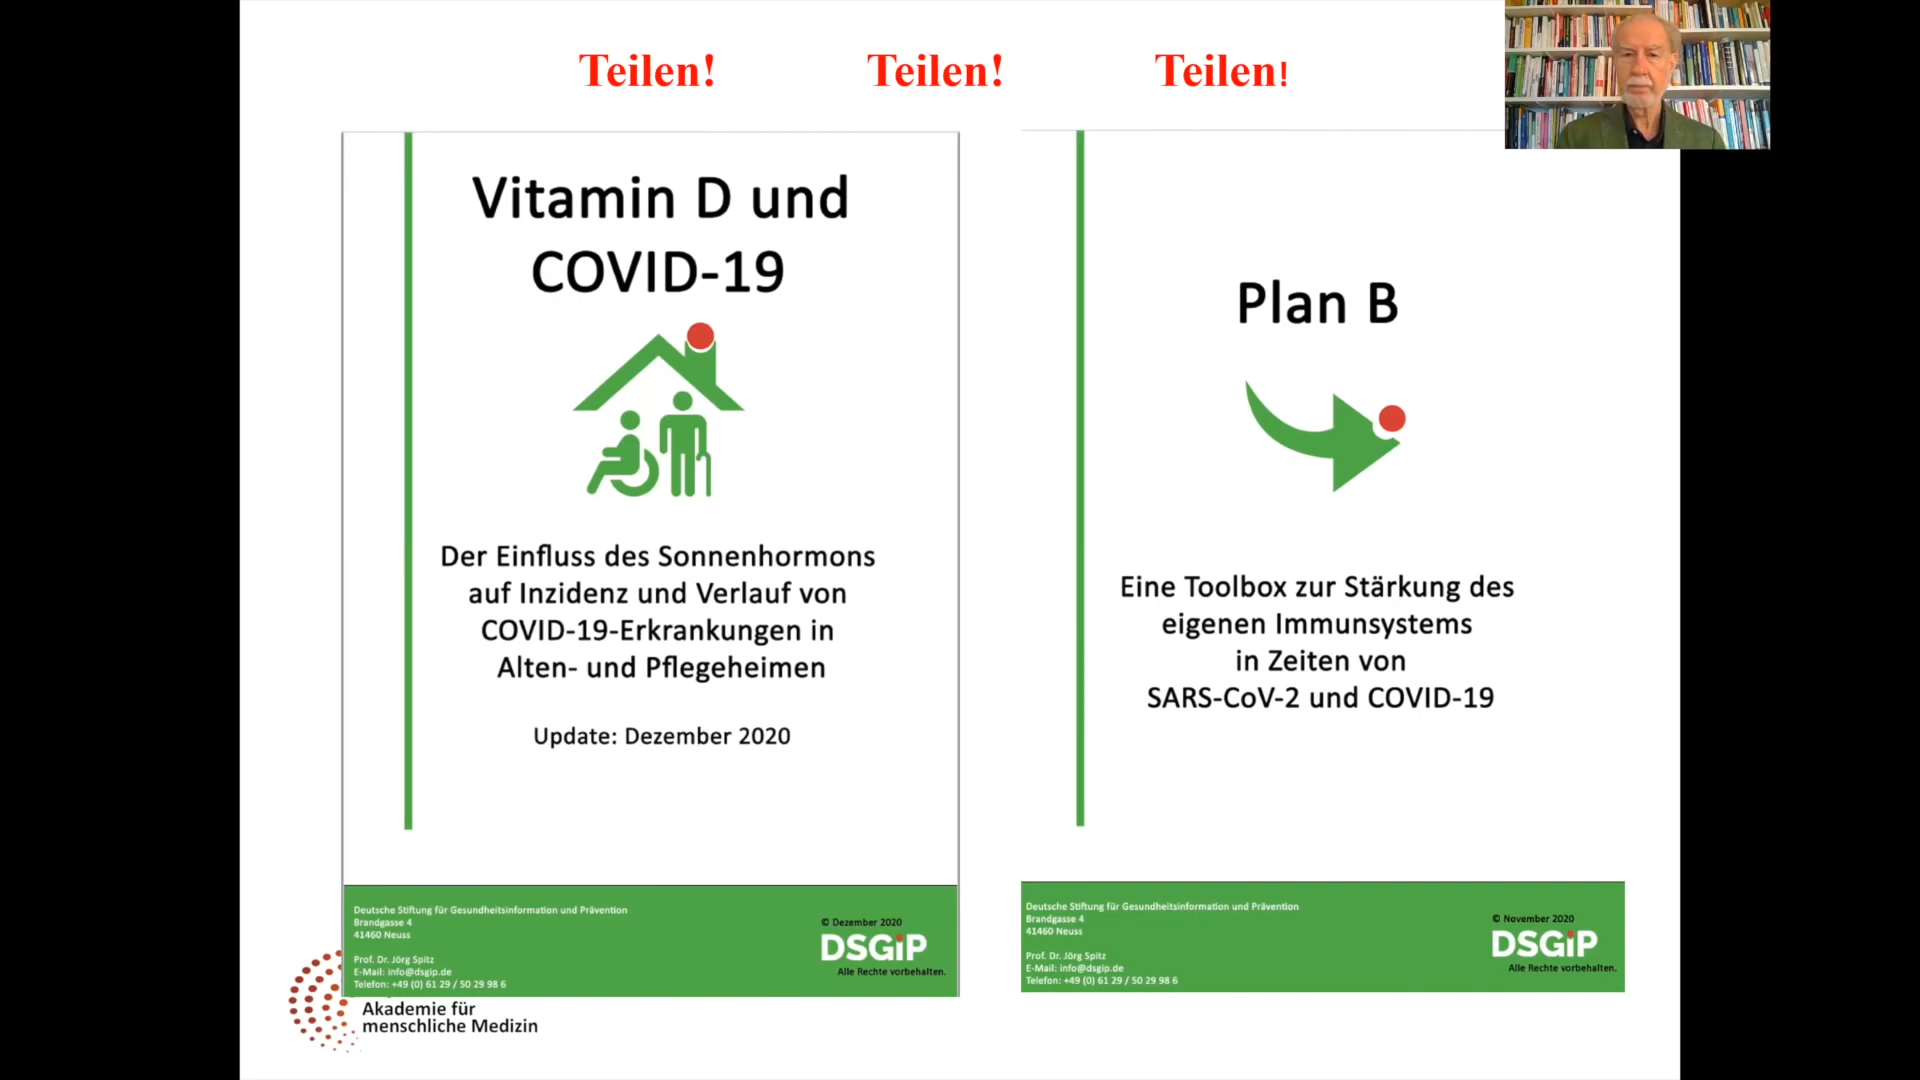 Teilen! Teilen! Teilen!
Vitamin D und
COVID-19
Der Einfluss des Sonnenhormons
auf Inzidenz und Verlauf von
COVID-19-Erkrankungen in
Alten- und Pflegeheimen
Update: Dezember 2020
Deutsche Stiftung für Gesundheitsinformation und Prävention
Brandgasse 4
41460 Neuss
Prof. Dr. Jörg Spitz
E-Mail: info@dsgip.de
Telefon: +49 (0) 61 29 / 50 29 98 6
© Dezember 2020
DSGiP
Alle Rechte vorbehalten.
Plan B
Eine Toolbox zur Stärkung des
eigenen Immunsystems
in Zeiten von
SARS-CoV-2 und COVID-19
Deutsche Stiftung für Gesundheitsinformation und Prävention
Brandgasse 4
41460 Neuss
Prof. Dr. Jörg Spitz
E-Mail: info@dsgip.de
Telefon: +49 (0) 61 29 / 50 29 98 6
© November 2020
DSGiP
Alle Rechte vorbehalten.
Akademie für
menschliche Medizin